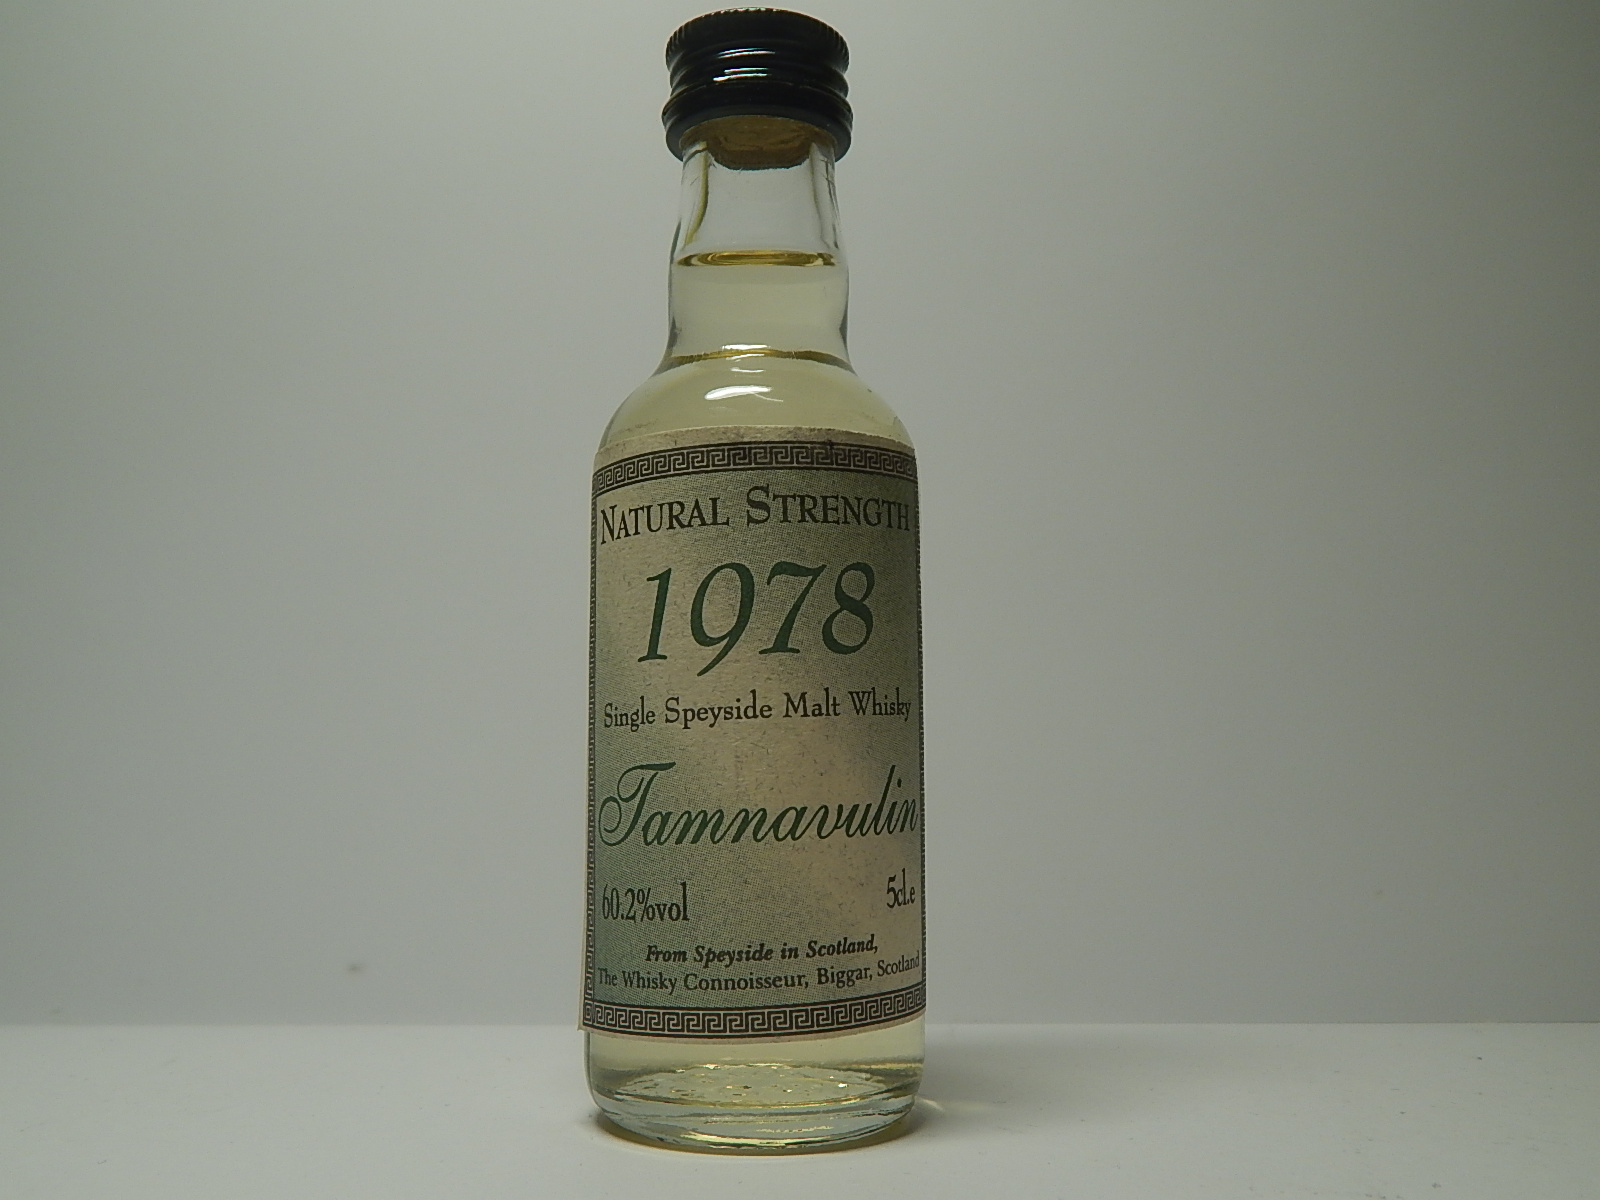 NATURAL STRENGTH
1978
Single Speyside Malt Whisky
Tamnavulin
60.2%vol 5cl.e
From Speyside in Scotland,
The Whisky Connoisseur, Biggar, Scotland